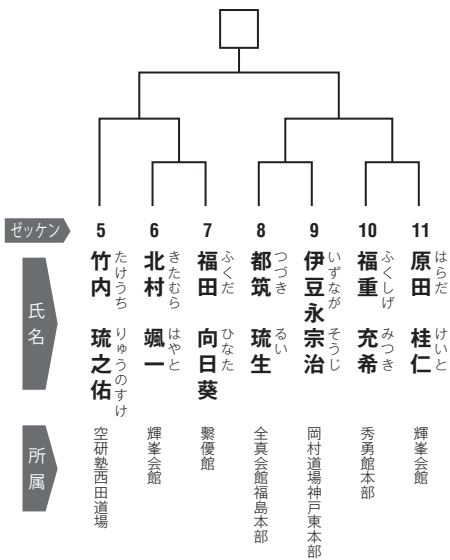 ゼッケン
5
6
7
8
9
10
11
氏名
竹内 琉之佑
たけうち りゅうのすけ
北村 颯一
きたむら はやと
福田 向日葵
ふくだ ひなた
都筑 琉生
つづき るい
伊豆永 宗治
いずなが そうじ
福重 充希
ふくしげ みつき
原田 桂仁
はらだ けいと
所属
空研塾西田道場
輝峯会館
繋優館
全真会館福島本部
岡村道場神戸東本部
秀勇館本部
輝峯会館